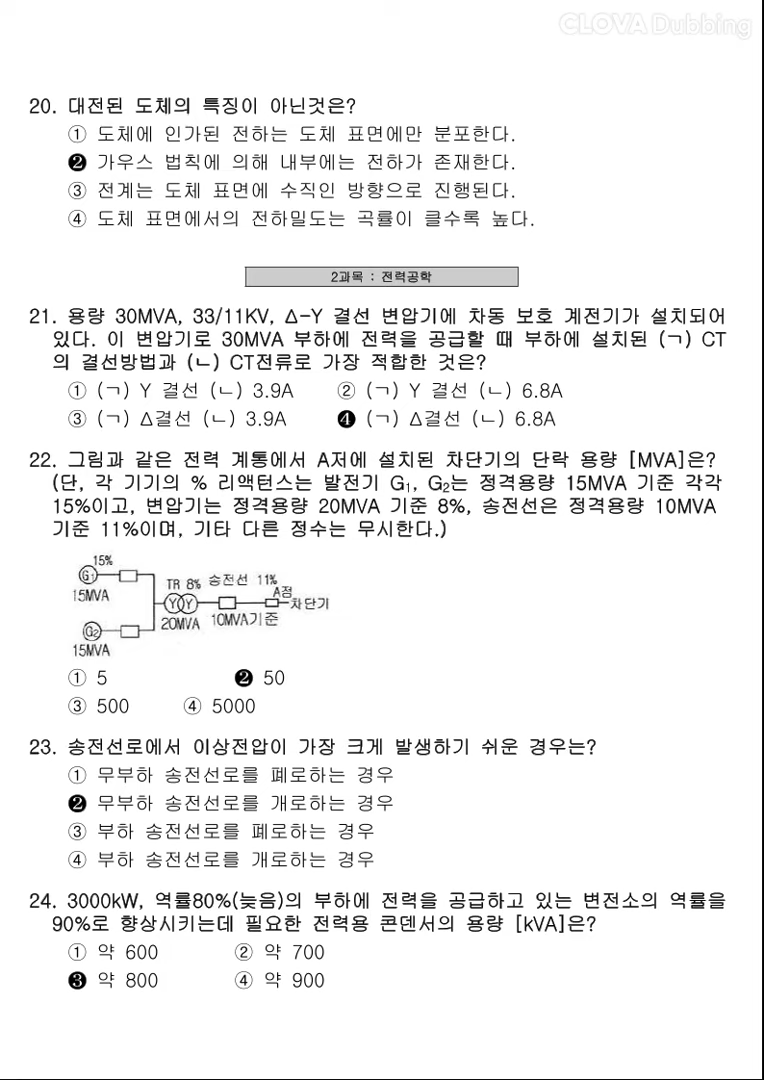 CLOVA Dubbing
20. 대전된 도체의 특징이 아닌것은?
① 도체에 인가된 전하는 도체 표면에만 분포한다.
❷ 가우스 법칙에 의해 내부에는 전하가 존재한다.
③ 전계는 도체 표면에 수직인 방향으로 진행된다.
④ 도체 표면에서의 전하밀도는 곡률이 클수록 높다.
2과목 : 전력공학
21. 용량 30MVA, 33/11KV, Δ-Y 결선 변압기에 차동 보호 계전기가 설치되어
있다. 이 변압기로 30MVA 부하에 전력을 공급할 때 부하에 설치된 (ㄱ) CT
의 결선방법과 (ㄴ) CT전류로 가장 적합한 것은?
① (ㄱ) Y 결선 (ㄴ) 3.9A ② (ㄱ) Y 결선 (ㄴ) 6.8A
③ (ㄱ) Δ결선 (ㄴ) 3.9A ❹ (ㄱ) Δ결선 (ㄴ) 6.8A
22. 그림과 같은 전력 계통에서 A저에 설치된 차단기의 단락 용량 [MVA]은?
(단, 각 기기의 % 리액턴스는 발전기 G₁, G₂는 정격용량 15MVA 기준 각각
15%이고, 변압기는 정격용량 20MVA 기준 8%, 송전선은 정격용량 10MVA
기준 11%이며, 기타 다른 정수는 무시한다.)
15%
G₁
15MVA
TR 8% 송전선 11%
A점
Y Y
차단기
20MVA 10MVA기준
G₂
15MVA
① 5 ❷ 50
③ 500 ④ 5000
23. 송전선로에서 이상전압이 가장 크게 발생하기 쉬운 경우는?
① 무부하 송전선로를 폐로하는 경우
❷ 무부하 송전선로를 개로하는 경우
③ 부하 송전선로를 폐로하는 경우
④ 부하 송전선로를 개로하는 경우
24. 3000kW, 역률80%(늦음)의 부하에 전력을 공급하고 있는 변전소의 역률을
90%로 향상시키는데 필요한 전력용 콘덴서의 용량 [kVA]은?
① 약 600 ② 약 700
❸ 약 800 ④ 약 900